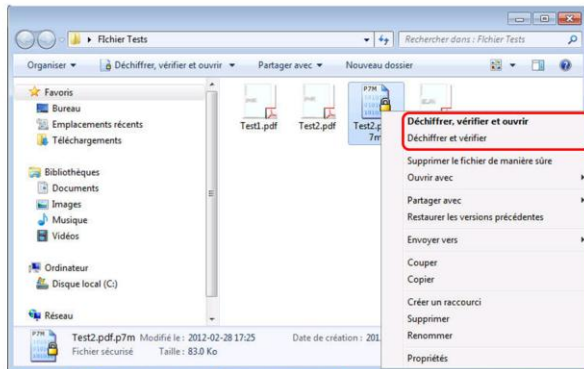 Fichier Tests
Rechercher dans : Fichier Tests
Organiser
Déchiffrer, vérifier et ouvrir
Partager avec
Nouveau dossier
Favoris
Bureau
Emplacements récents
Téléchargements
Bibliothèques
Documents
Images
Musique
Vidéos
Ordinateur
Disque local (C:)
Réseau
Test1.pdf
Test2.pdf
P7M
Test2.p
7m
Déchiffrer, vérifier et ouvrir
Déchiffrer et vérifier
Supprimer le fichier de manière sûre
Ouvrir avec
Partager avec
Restaurer les versions précédentes
Envoyer vers
Couper
Copier
Créer un raccourci
Supprimer
Renommer
Propriétés
P7M
Test2.pdf.p7m Modifié le : 2012-02-28 17:25 Date de création : 201
Fichier sécurisé Taille : 83.0 Ko